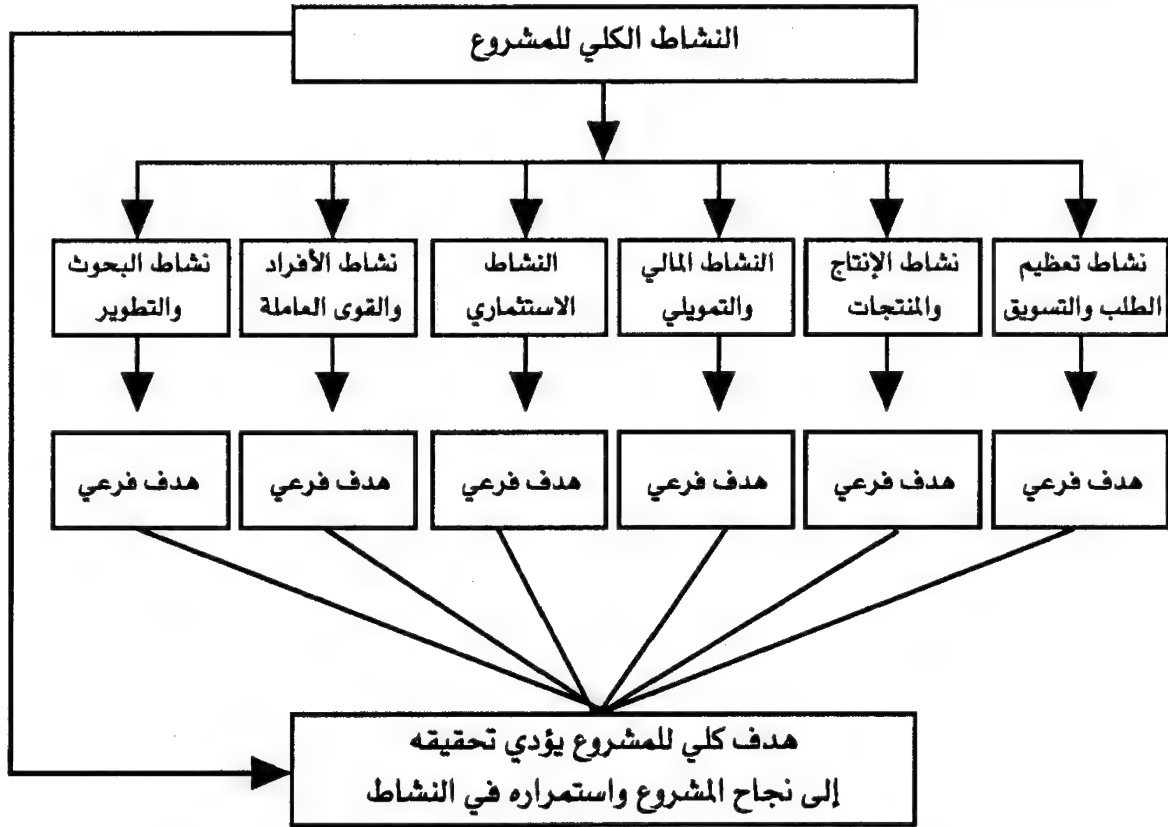 النشاط الكلي للمشروع
نشاط تعظيم
الطلب والتسويق
نشاط الإنتاج
والمنتجات
النشاط المالي
والتمويلي
النشاط
الاستثماري
نشاط الأفراد
والقوى العاملة
نشاط البحوث
والتطوير
هدف فرعي
هدف فرعي
هدف فرعي
هدف فرعي
هدف فرعي
هدف فرعي
هدف كلي للمشروع يؤدي تحقيقه
إلى نجاح المشروع واستمراره في النشاط